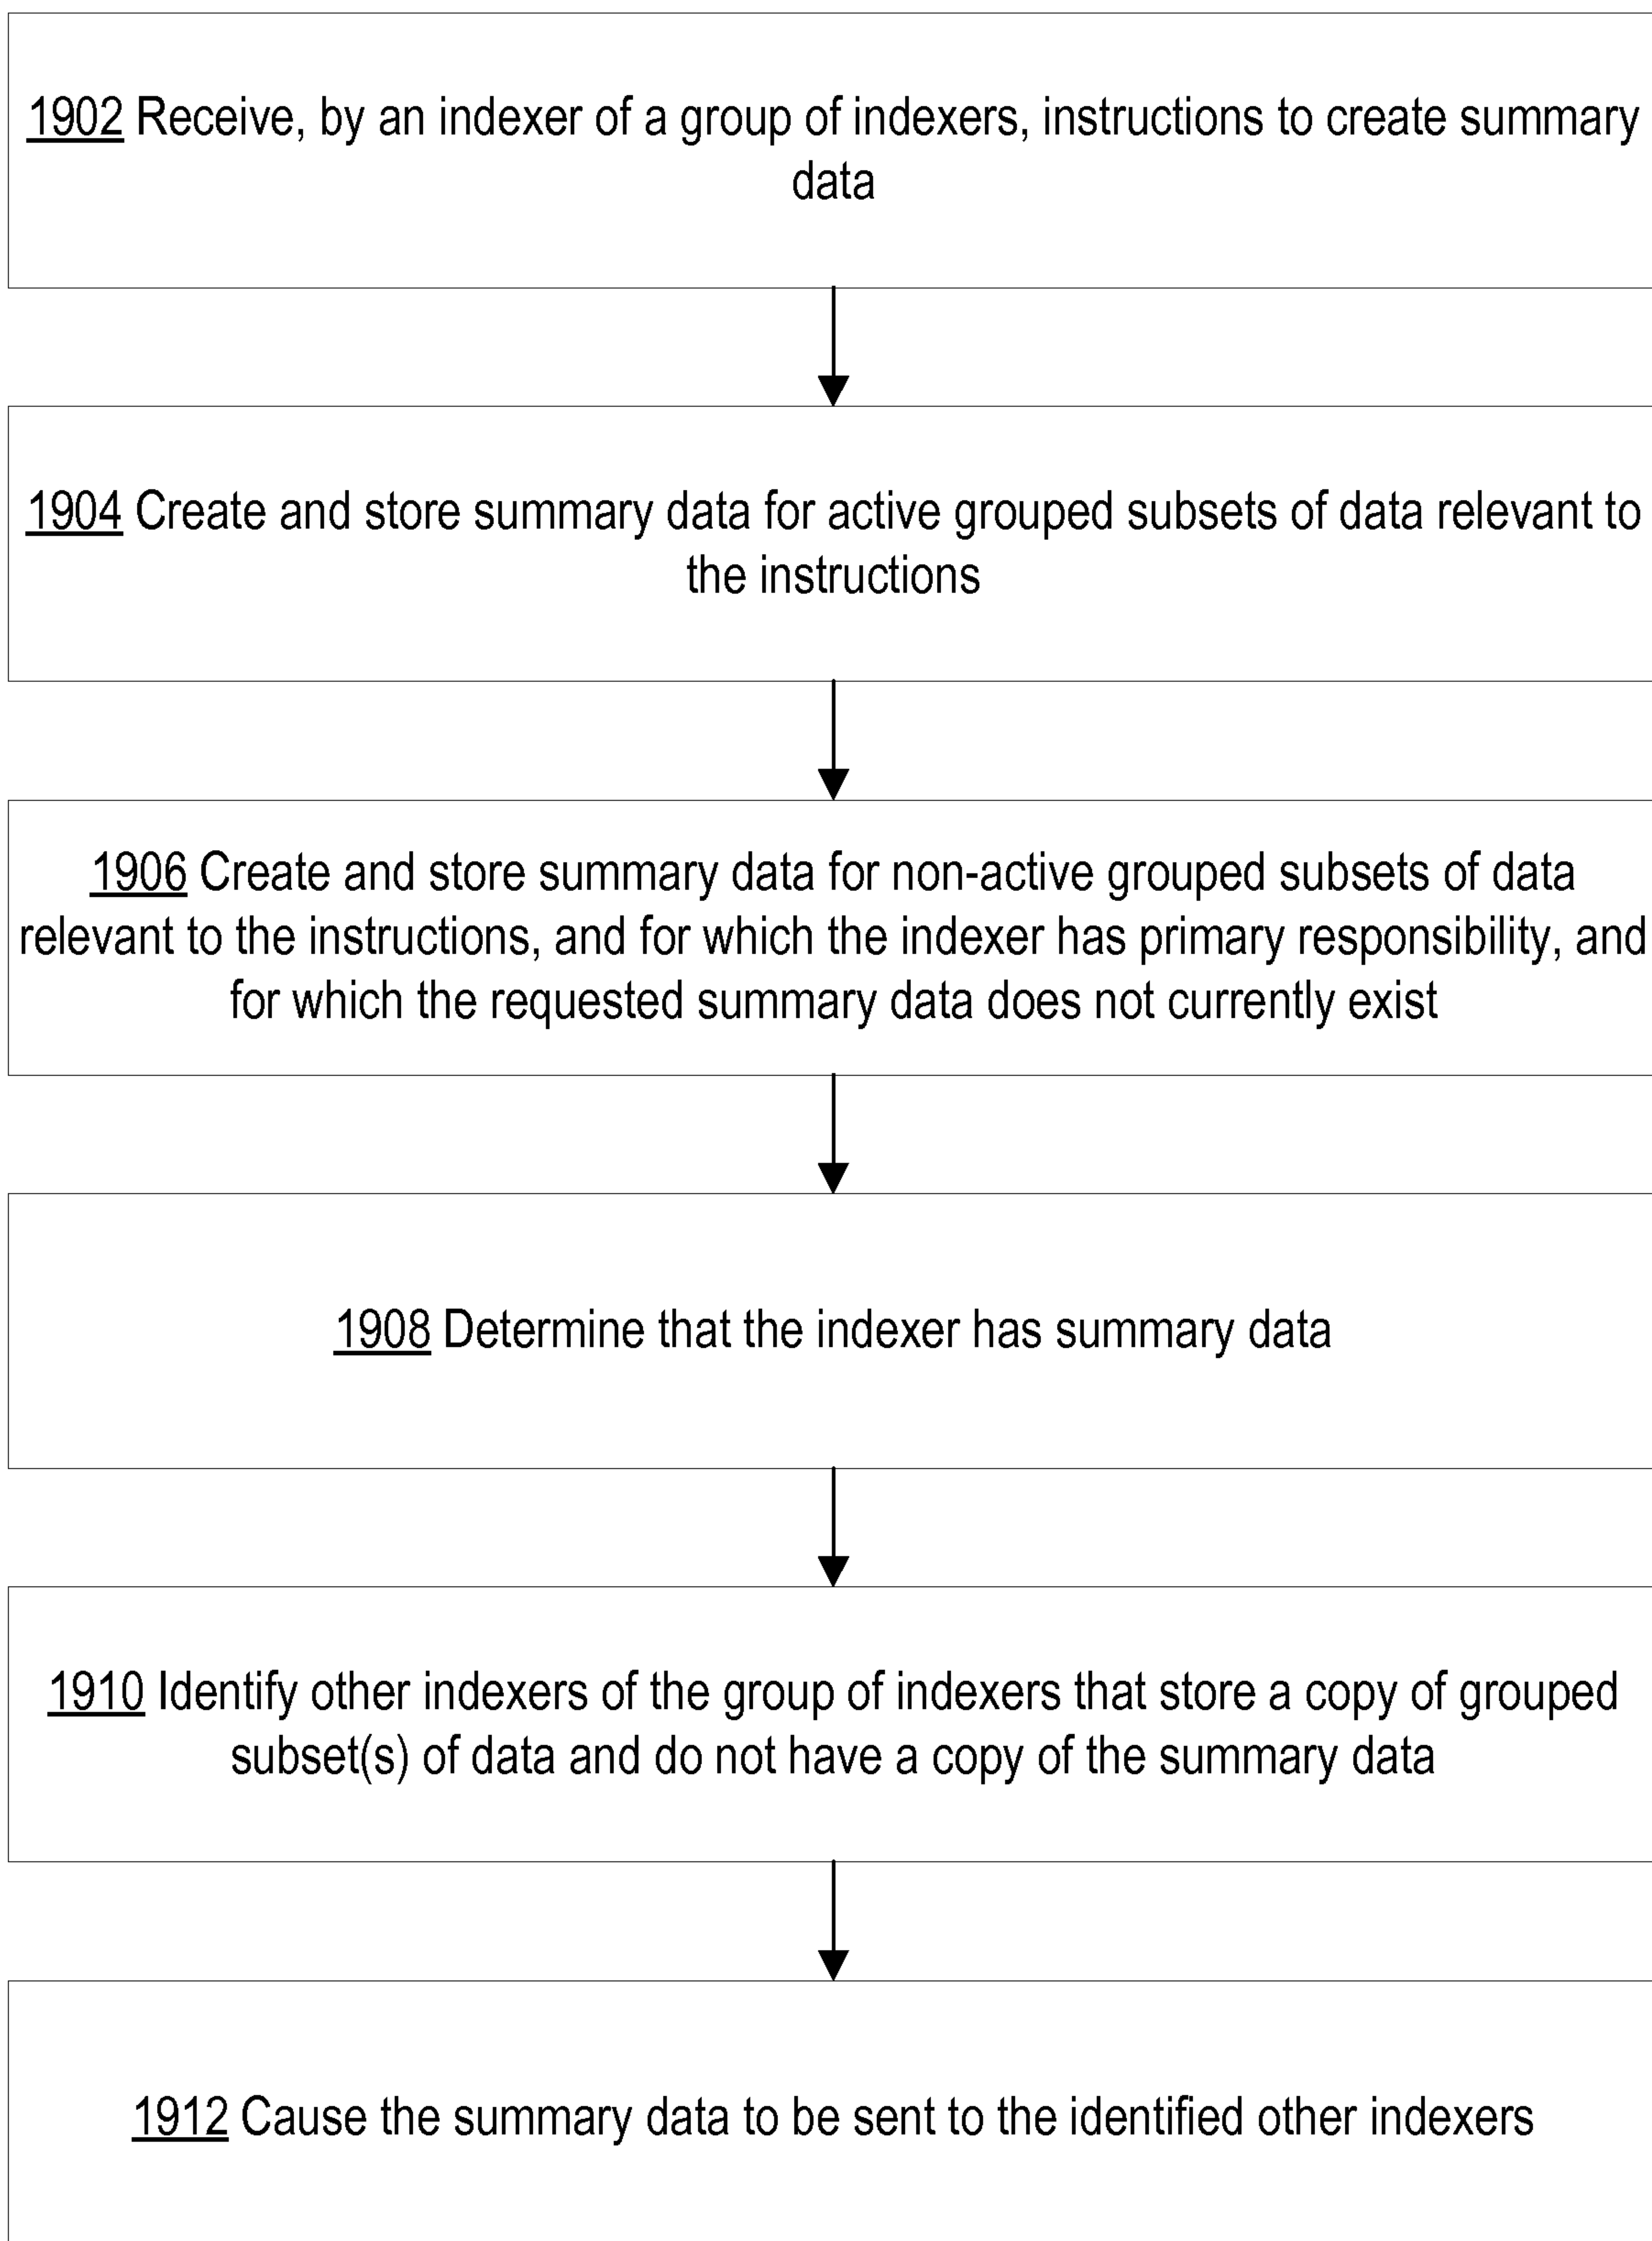 1902 Receive, by an indexer of a group of indexers, instructions to create summary
data
1904 Create and store summary data for active grouped subsets of data relevant to
the instructions
1906 Create and store summary data for non-active grouped subsets of data
relevant to the instructions, and for which the indexer has primary responsibility, and
for which the requested summary data does not currently exist
1908 Determine that the indexer has summary data
1910 Identify other indexers of the group of indexers that store a copy of grouped
subset(s) of data and do not have a copy of the summary data
1912 Cause the summary data to be sent to the identified other indexers